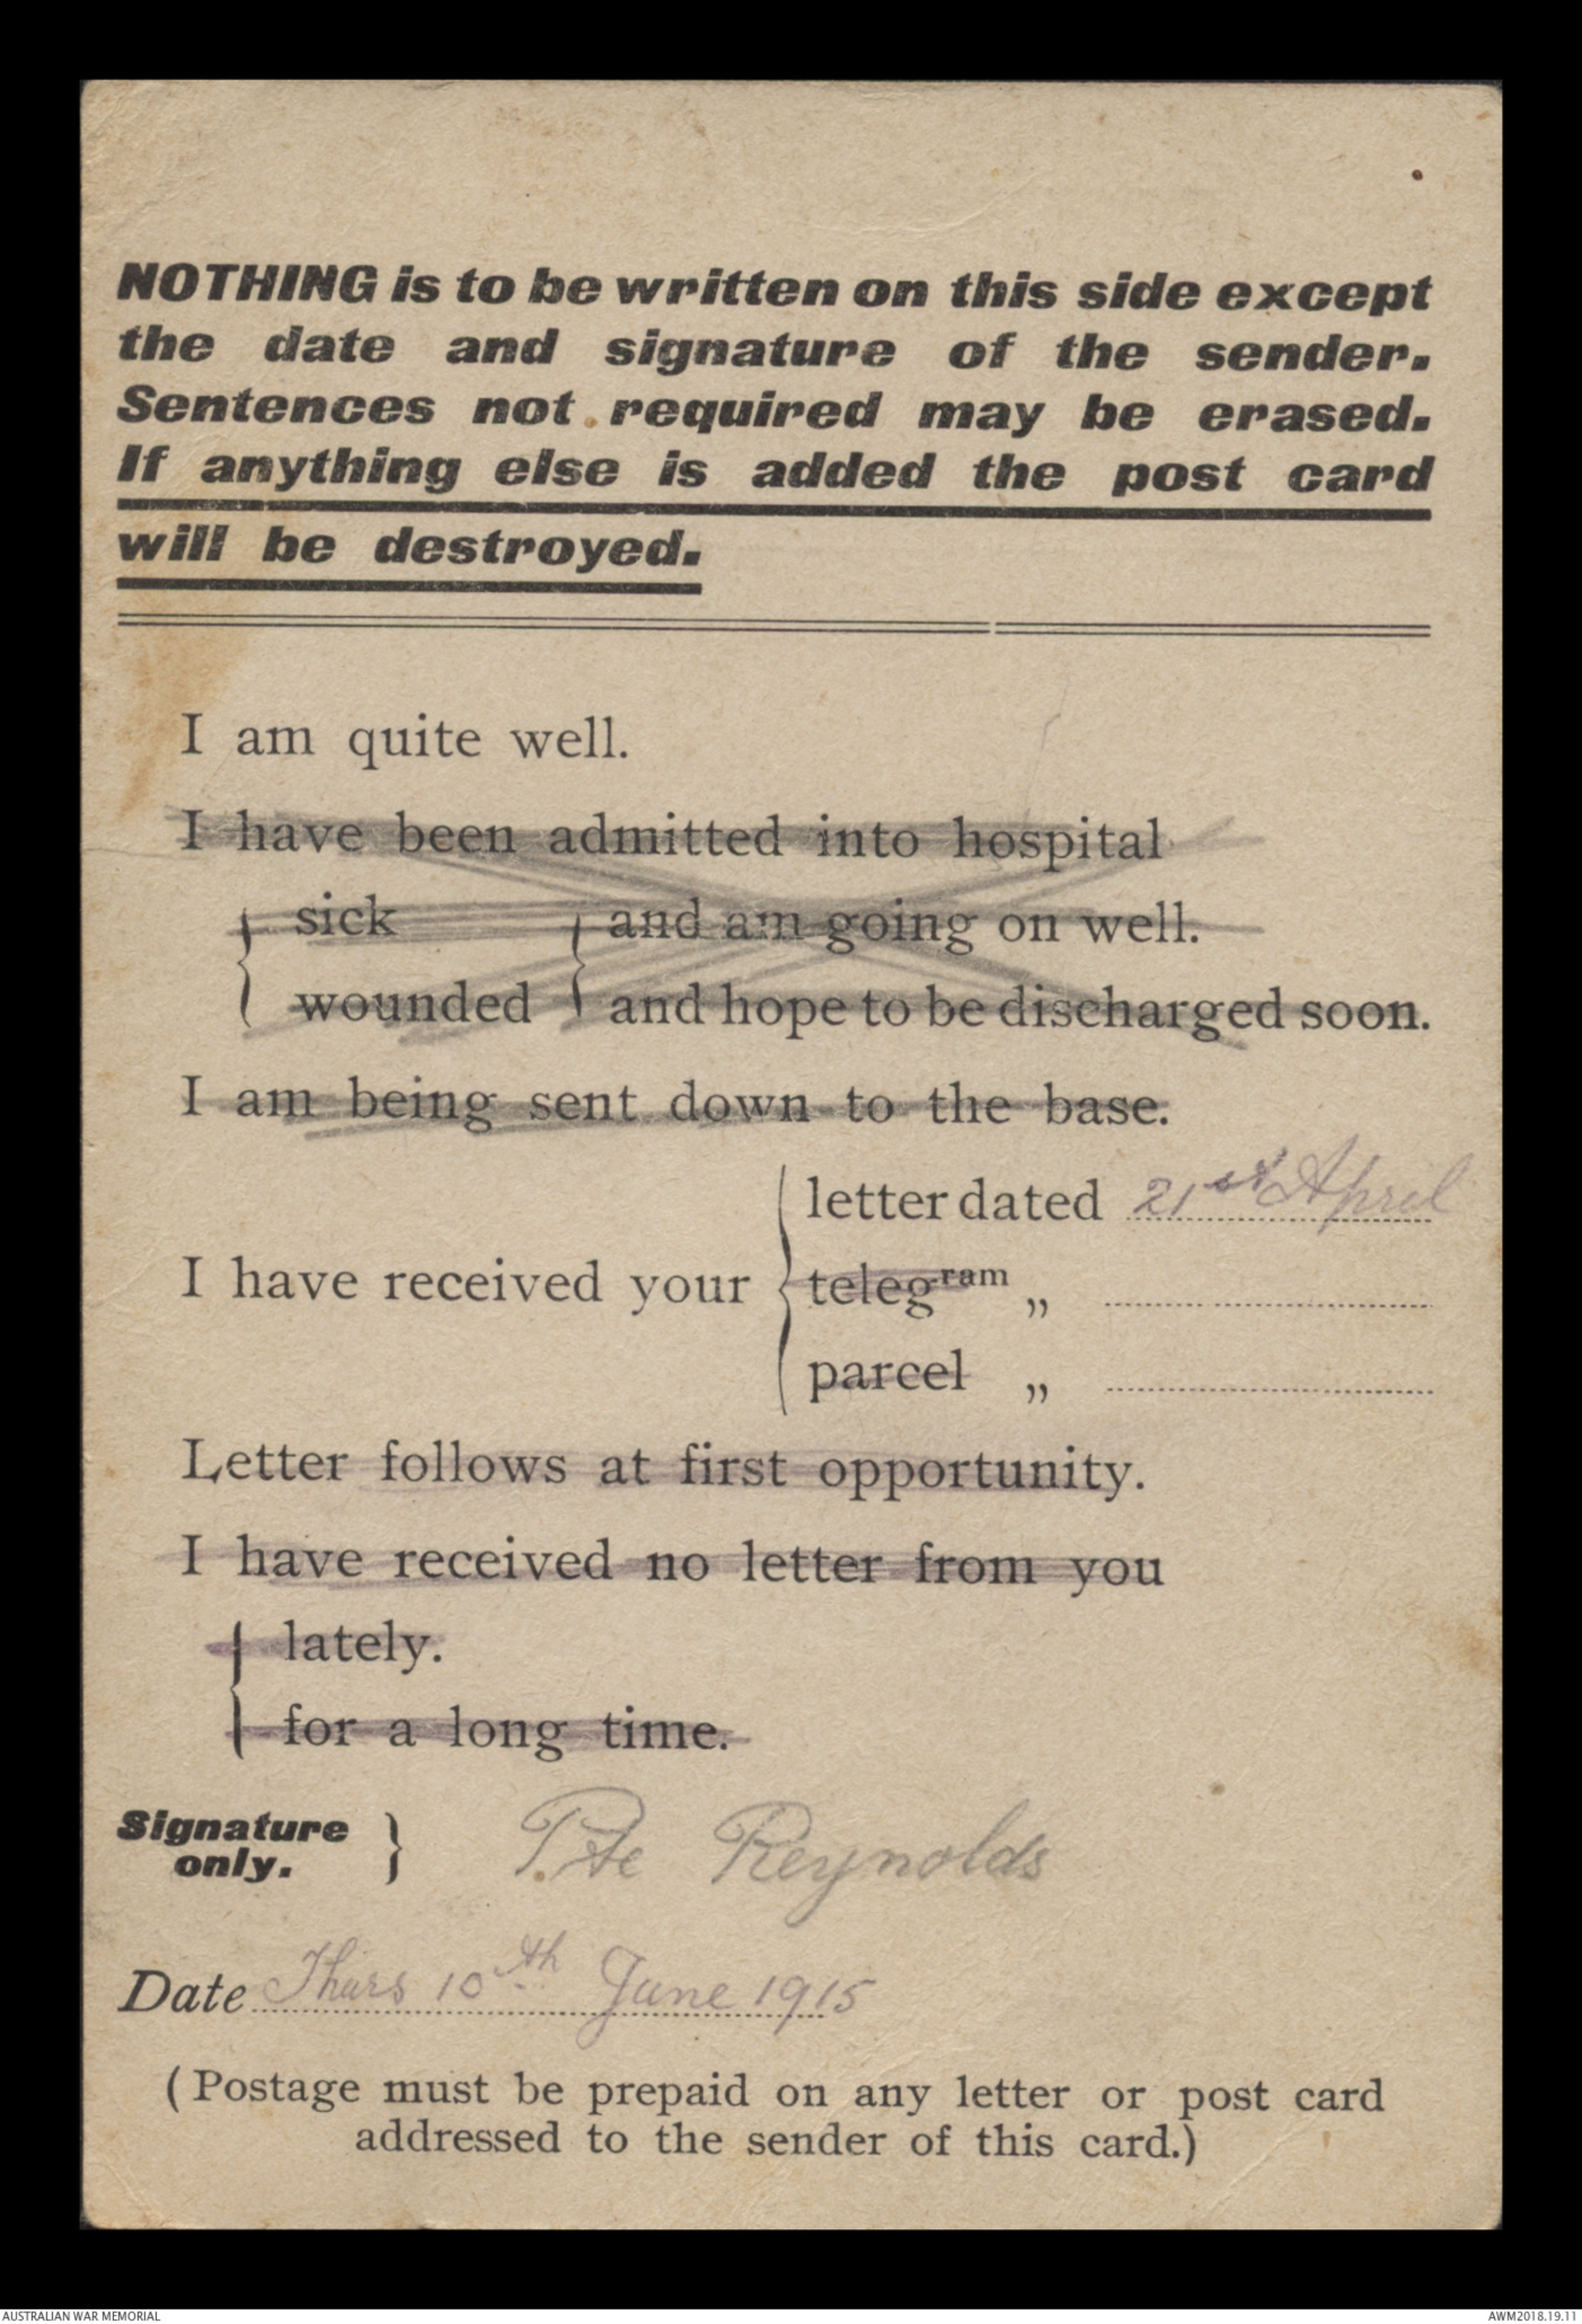 NOTHING is to be written on this side except
the date and signature of the sender.
Sentences not required may be erased.
If anything else is added the post card
will be destroyed.
I am quite well.
I have been admitted into hospital
{ sick } and am going on well.
{ wounded } and hope to be discharged soon.
I am being sent down to the base.
letter dated 21st April
I have received your { telegram „
parcel „
Letter follows at first opportunity.
I have received no letter from you
{ lately.
for a long time.
Signature only. } Pte Reynolds
Date Thurs 10th June 1915
(Postage must be prepaid on any letter or post card
addressed to the sender of this card.)
AUSTRALIAN WAR MEMORIAL
AWM2018.19.11